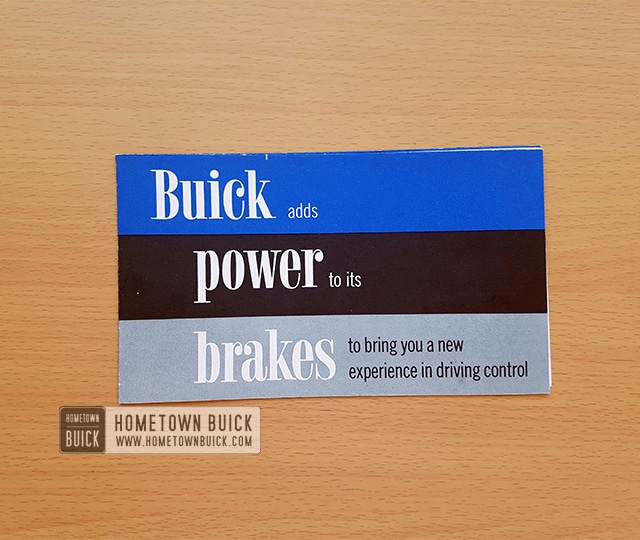 Buick adds
power to its
brakes to bring you a new
experience in driving control
HOMETOWN
BUICK
HOMETOWN BUICK
WWW.HOMETOWNBUICK.COM